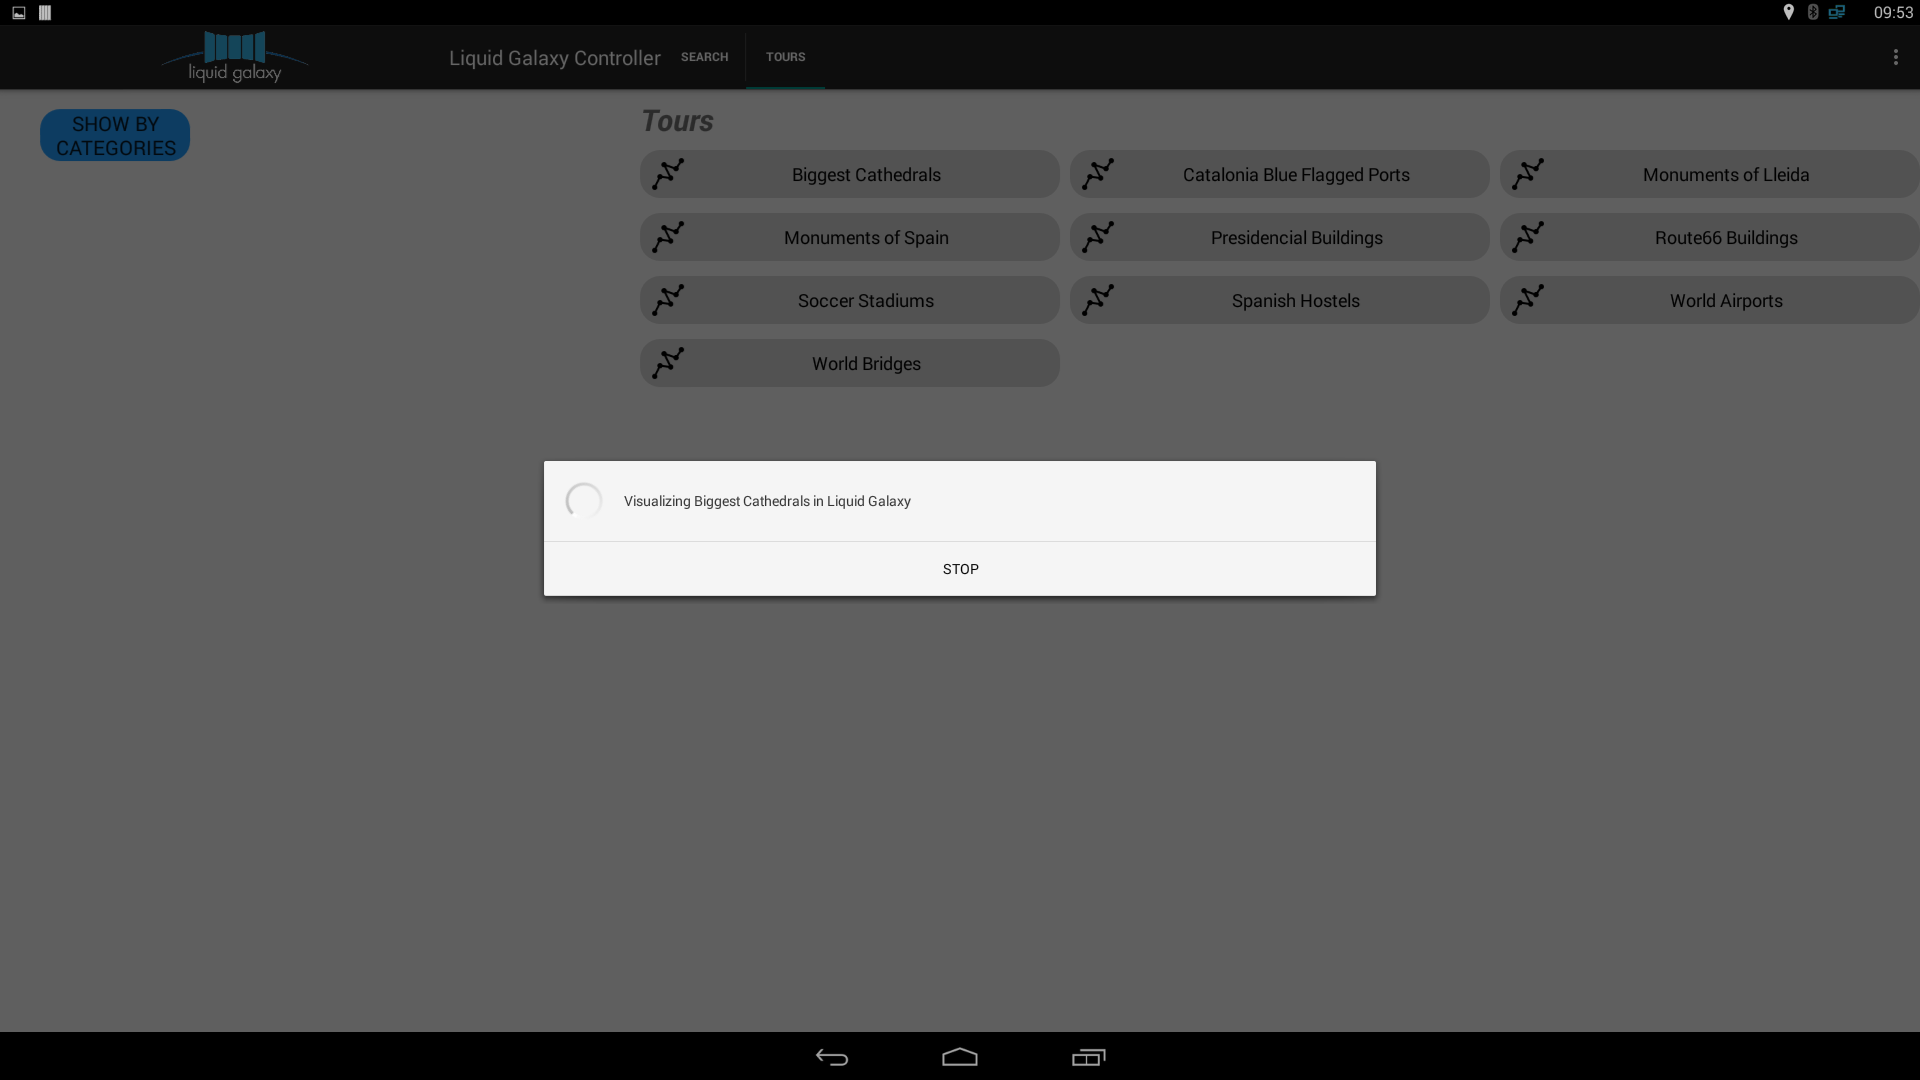 09:53
liquid galaxy
Liquid Galaxy Controller
SEARCH
TOURS
SHOW BY
CATEGORIES
Tours
Biggest Cathedrals
Catalonia Blue Flagged Ports
Monuments of Lleida
Monuments of Spain
Presidencial Buildings
Route66 Buildings
Soccer Stadiums
Spanish Hostels
World Airports
World Bridges
Visualizing Biggest Cathedrals in Liquid Galaxy
STOP